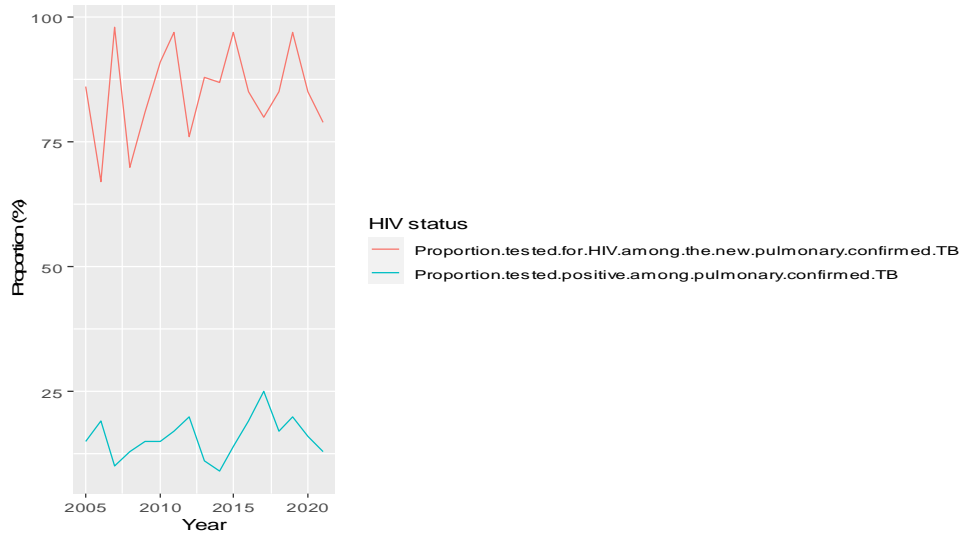 100
75
50
25
Proportion (%)
2005 2010 2015 2020
Year
HIV status
Proportion.tested.for.HIV.among.the.new.pulmonary.confirmed.TB
Proportion.tested.positive.among.pulmonary.confirmed.TB